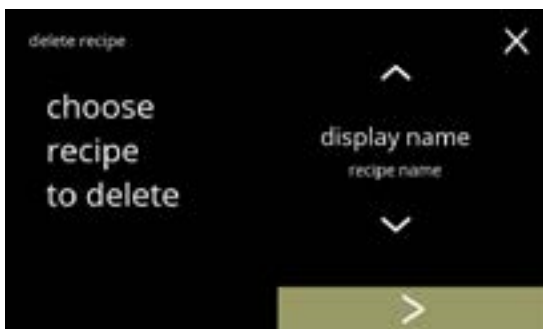 delete recipe
choose
recipe
to delete
display name
recipe name